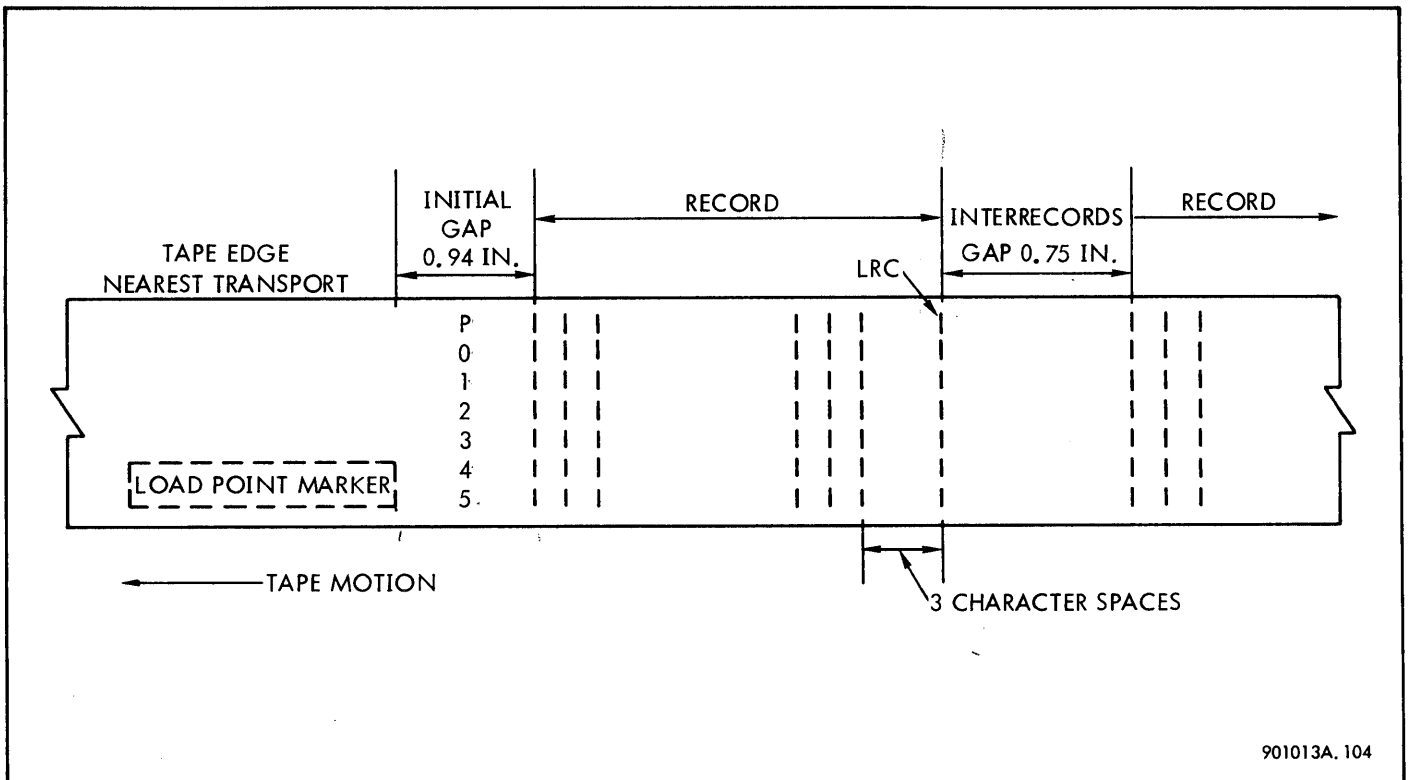 INITIAL
GAP
0.94 IN.
RECORD
INTERRECORDS
GAP 0.75 IN.
RECORD
TAPE EDGE
NEAREST TRANSPORT
LRC
P
0
1
2
3
4
5
LOAD POINT MARKER
TAPE MOTION
3 CHARACTER SPACES
901013A.104